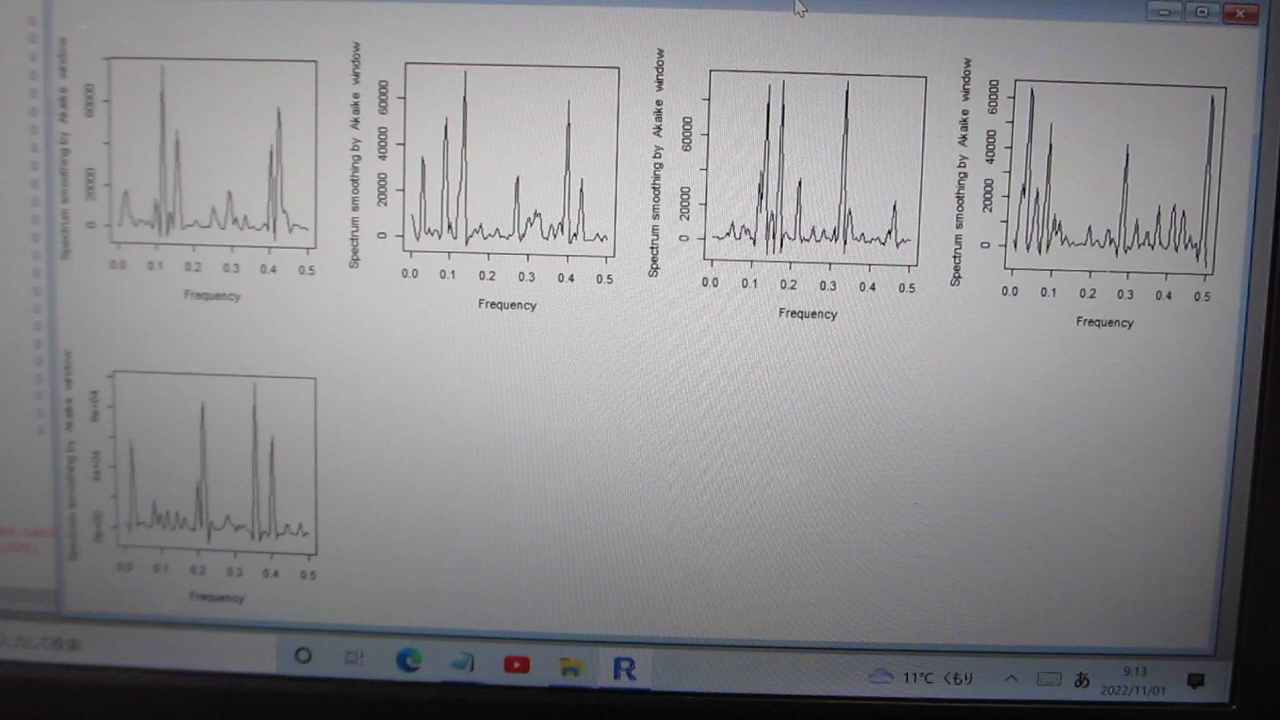 Spectrum smoothing by Akaike window
60000
20000
0
0.0 0.1 0.2 0.3 0.4 0.5
Frequency
Spectrum smoothing by Akaike window
60000
40000
20000
0
0.0 0.1 0.2 0.3 0.4 0.5
Frequency
Spectrum smoothing by Akaike window
60000
20000
0
0.0 0.1 0.2 0.3 0.4 0.5
Frequency
Spectrum smoothing by Akaike window
60000
40000
20000
0
0.0 0.1 0.2 0.3 0.4 0.5
Frequency
Spectrum smoothing by Akaike window
8e+04
4e+04
0e+00
0.0 0.1 0.2 0.3 0.4 0.5
Frequency
入力して検索
R
11℃ くもり
あ
9:13
2022/11/01